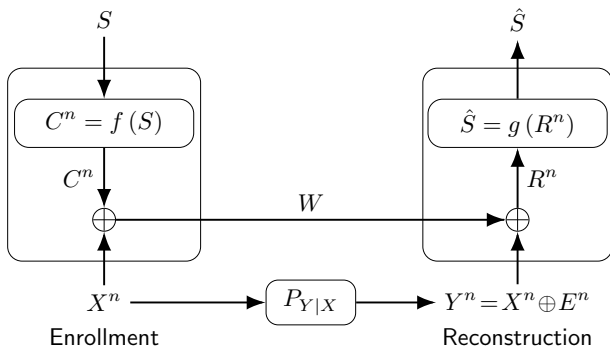 S
Ŝ
Cⁿ = f (S)
Ŝ = g (Rⁿ)
Cⁿ
Rⁿ
W
Xⁿ
P_{Y|X}
Yⁿ = Xⁿ ⊕ Eⁿ
Enrollment
Reconstruction